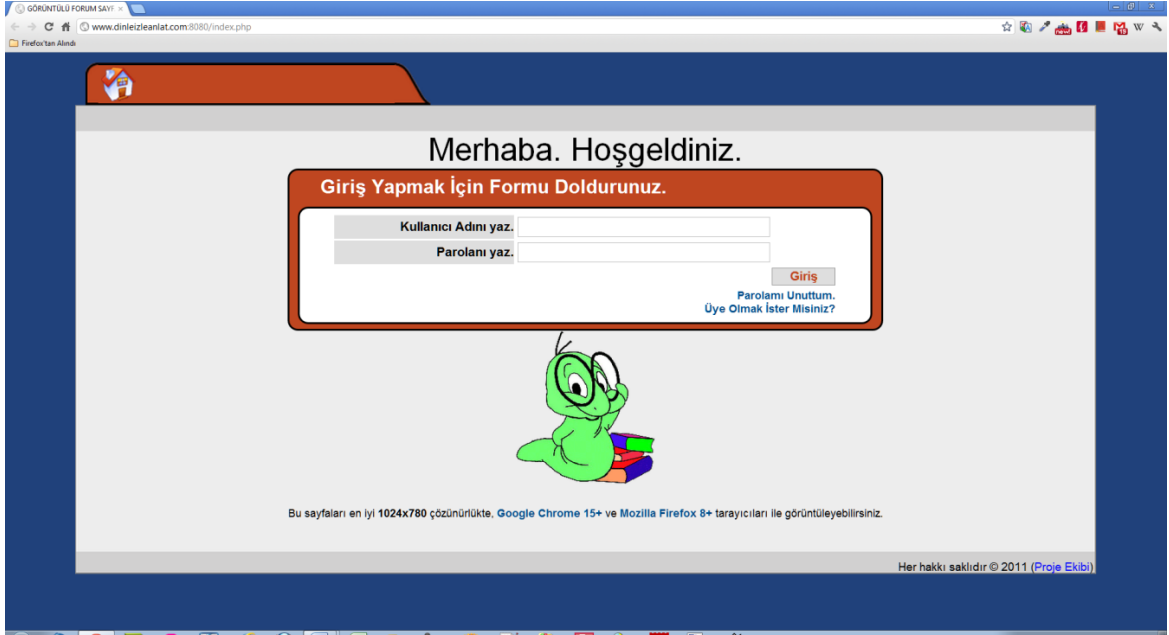 GÖRÜNTÜLÜ FORUM SAYF
www.dinleizleanlat.com:8080/index.php
Firefox'tan Alındı
Merhaba. Hoşgeldiniz.
Giriş Yapmak İçin Formu Doldurunuz.
Kullanıcı Adını yaz.
Parolanı yaz.
Giriş
Parolamı Unuttum.
Üye Olmak İster Misiniz?
Bu sayfaları en iyi 1024x780 çözünürlükte, Google Chrome 15+ ve Mozilla Firefox 8+ tarayıcıları ile görüntüleyebilirsiniz.
Her hakkı saklıdır © 2011 (Proje Ekibi)